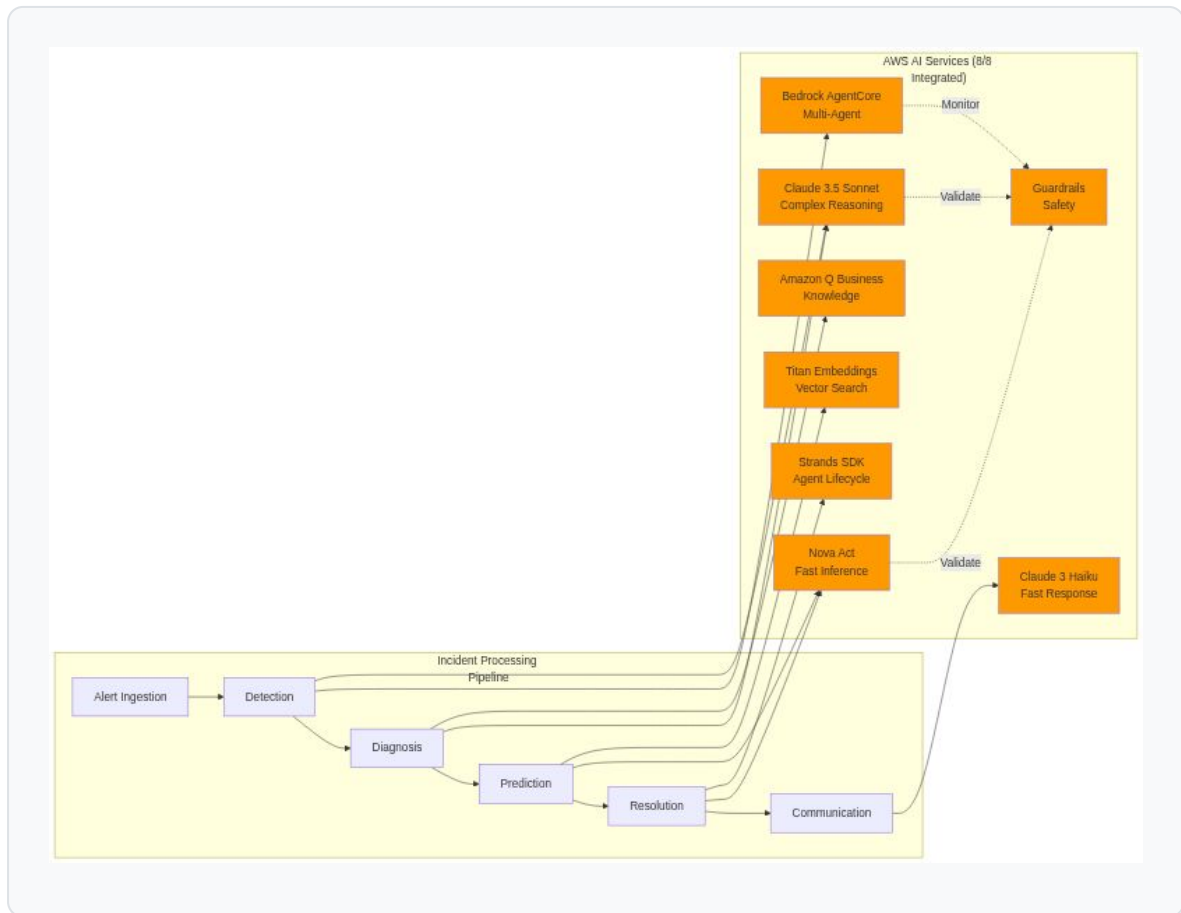 AWS AI Services (8/8
Integrated)
Bedrock AgentCore
Multi-Agent
Monitor
Claude 3.5 Sonnet
Complex Reasoning
Validate
Guardrails
Safety
Amazon Q Business
Knowledge
Titan Embeddings
Vector Search
Strands SDK
Agent Lifecycle
Nova Act
Fast Inference
Validate
Claude 3 Haiku
Fast Response
Incident Processing
Pipeline
Alert Ingestion
Detection
Diagnosis
Prediction
Resolution
Communication